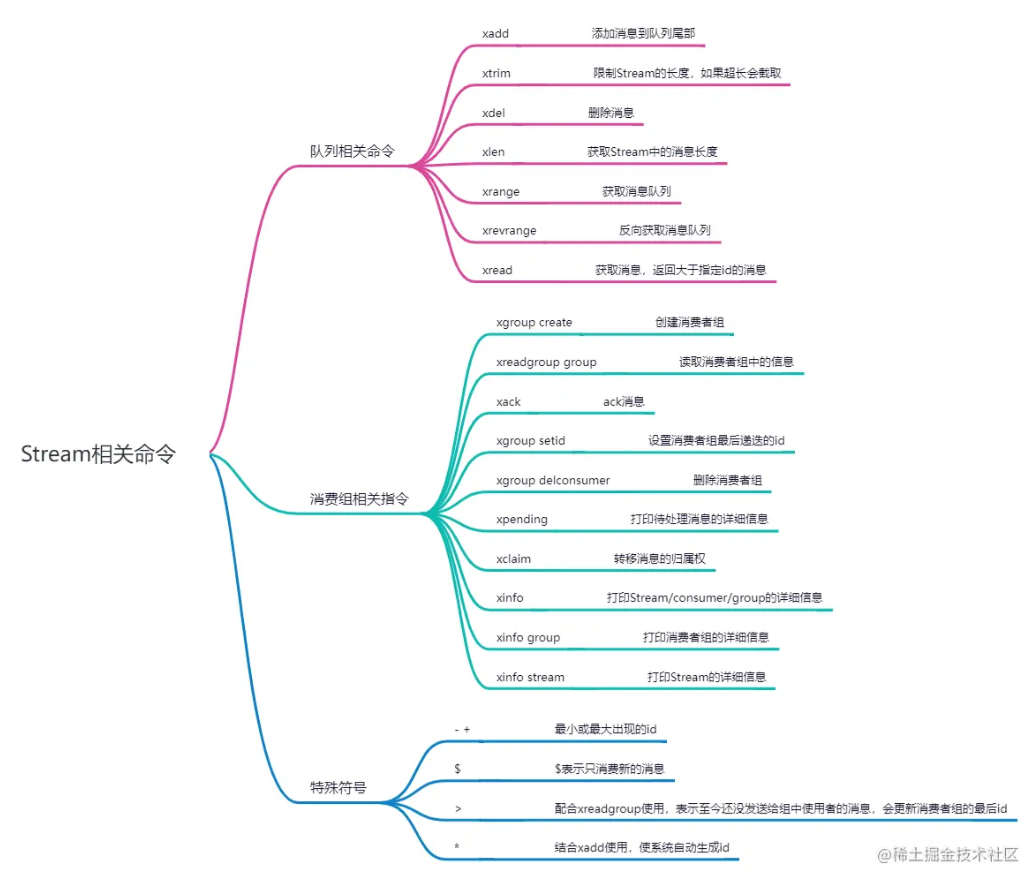 Stream相关命令
队列相关命令
xadd 添加消息到队列尾部
xtrim 限制Stream的长度，如果超长会截取
xdel 删除消息
xlen 获取Stream中的消息长度
xrange 获取消息队列
xrevrange 反向获取消息队列
xread 获取消息，返回大于指定id的消息
消费组相关指令
xgroup create 创建消费者组
xreadgroup group 读取消费者组中的信息
xack ack消息
xgroup setid 设置消费者组最后递送的id
xgroup delconsumer 删除消费者组
xpending 打印待处理消息的详细信息
xclaim 转移消息的归属权
xinfo 打印Stream/consumer/group的详细信息
xinfo group 打印消费者组的详细信息
xinfo stream 打印Stream的详细信息
特殊符号
- + 最小或最大出现的id
$ $表示只消费新的消息
> 配合xreadgroup使用，表示至今还没发送给组中使用者的消息，会更新消费者组的最后id
* 结合xadd使用，使系统自动生成id
@稀土掘金技术社区